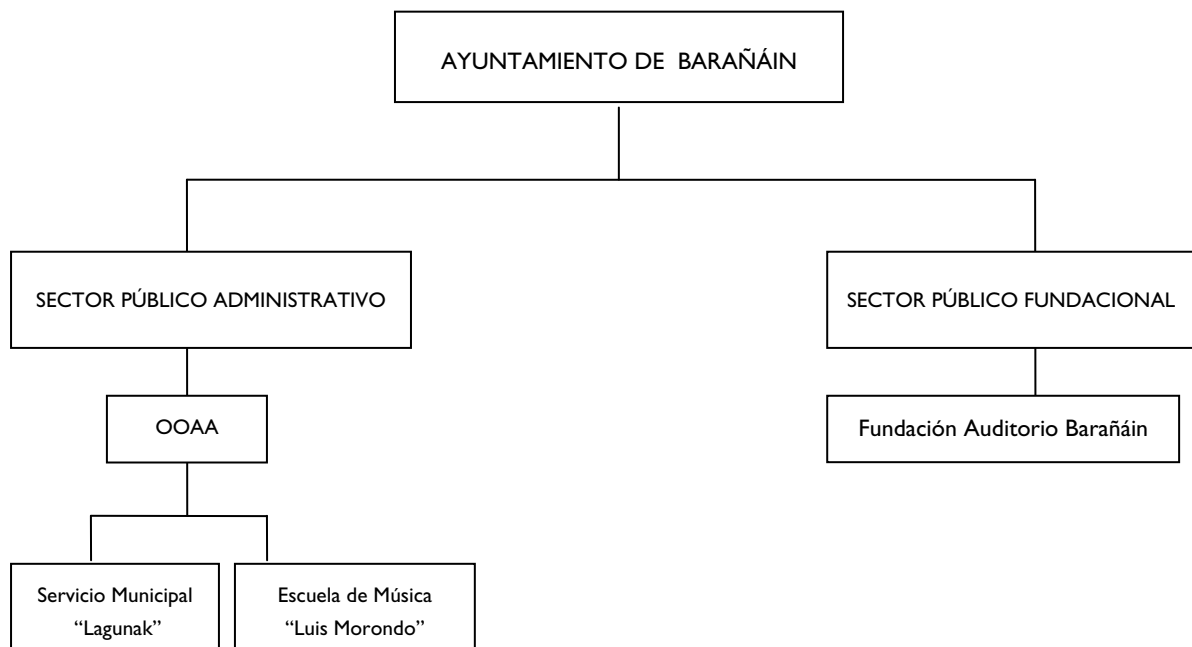 AYUNTAMIENTO DE BARAÑÁIN
SECTOR PÚBLICO ADMINISTRATIVO
SECTOR PÚBLICO FUNDACIONAL
OOAA
Fundación Auditorio Barañáin
Servicio Municipal
“Lagunak”
Escuela de Música
“Luis Morondo”